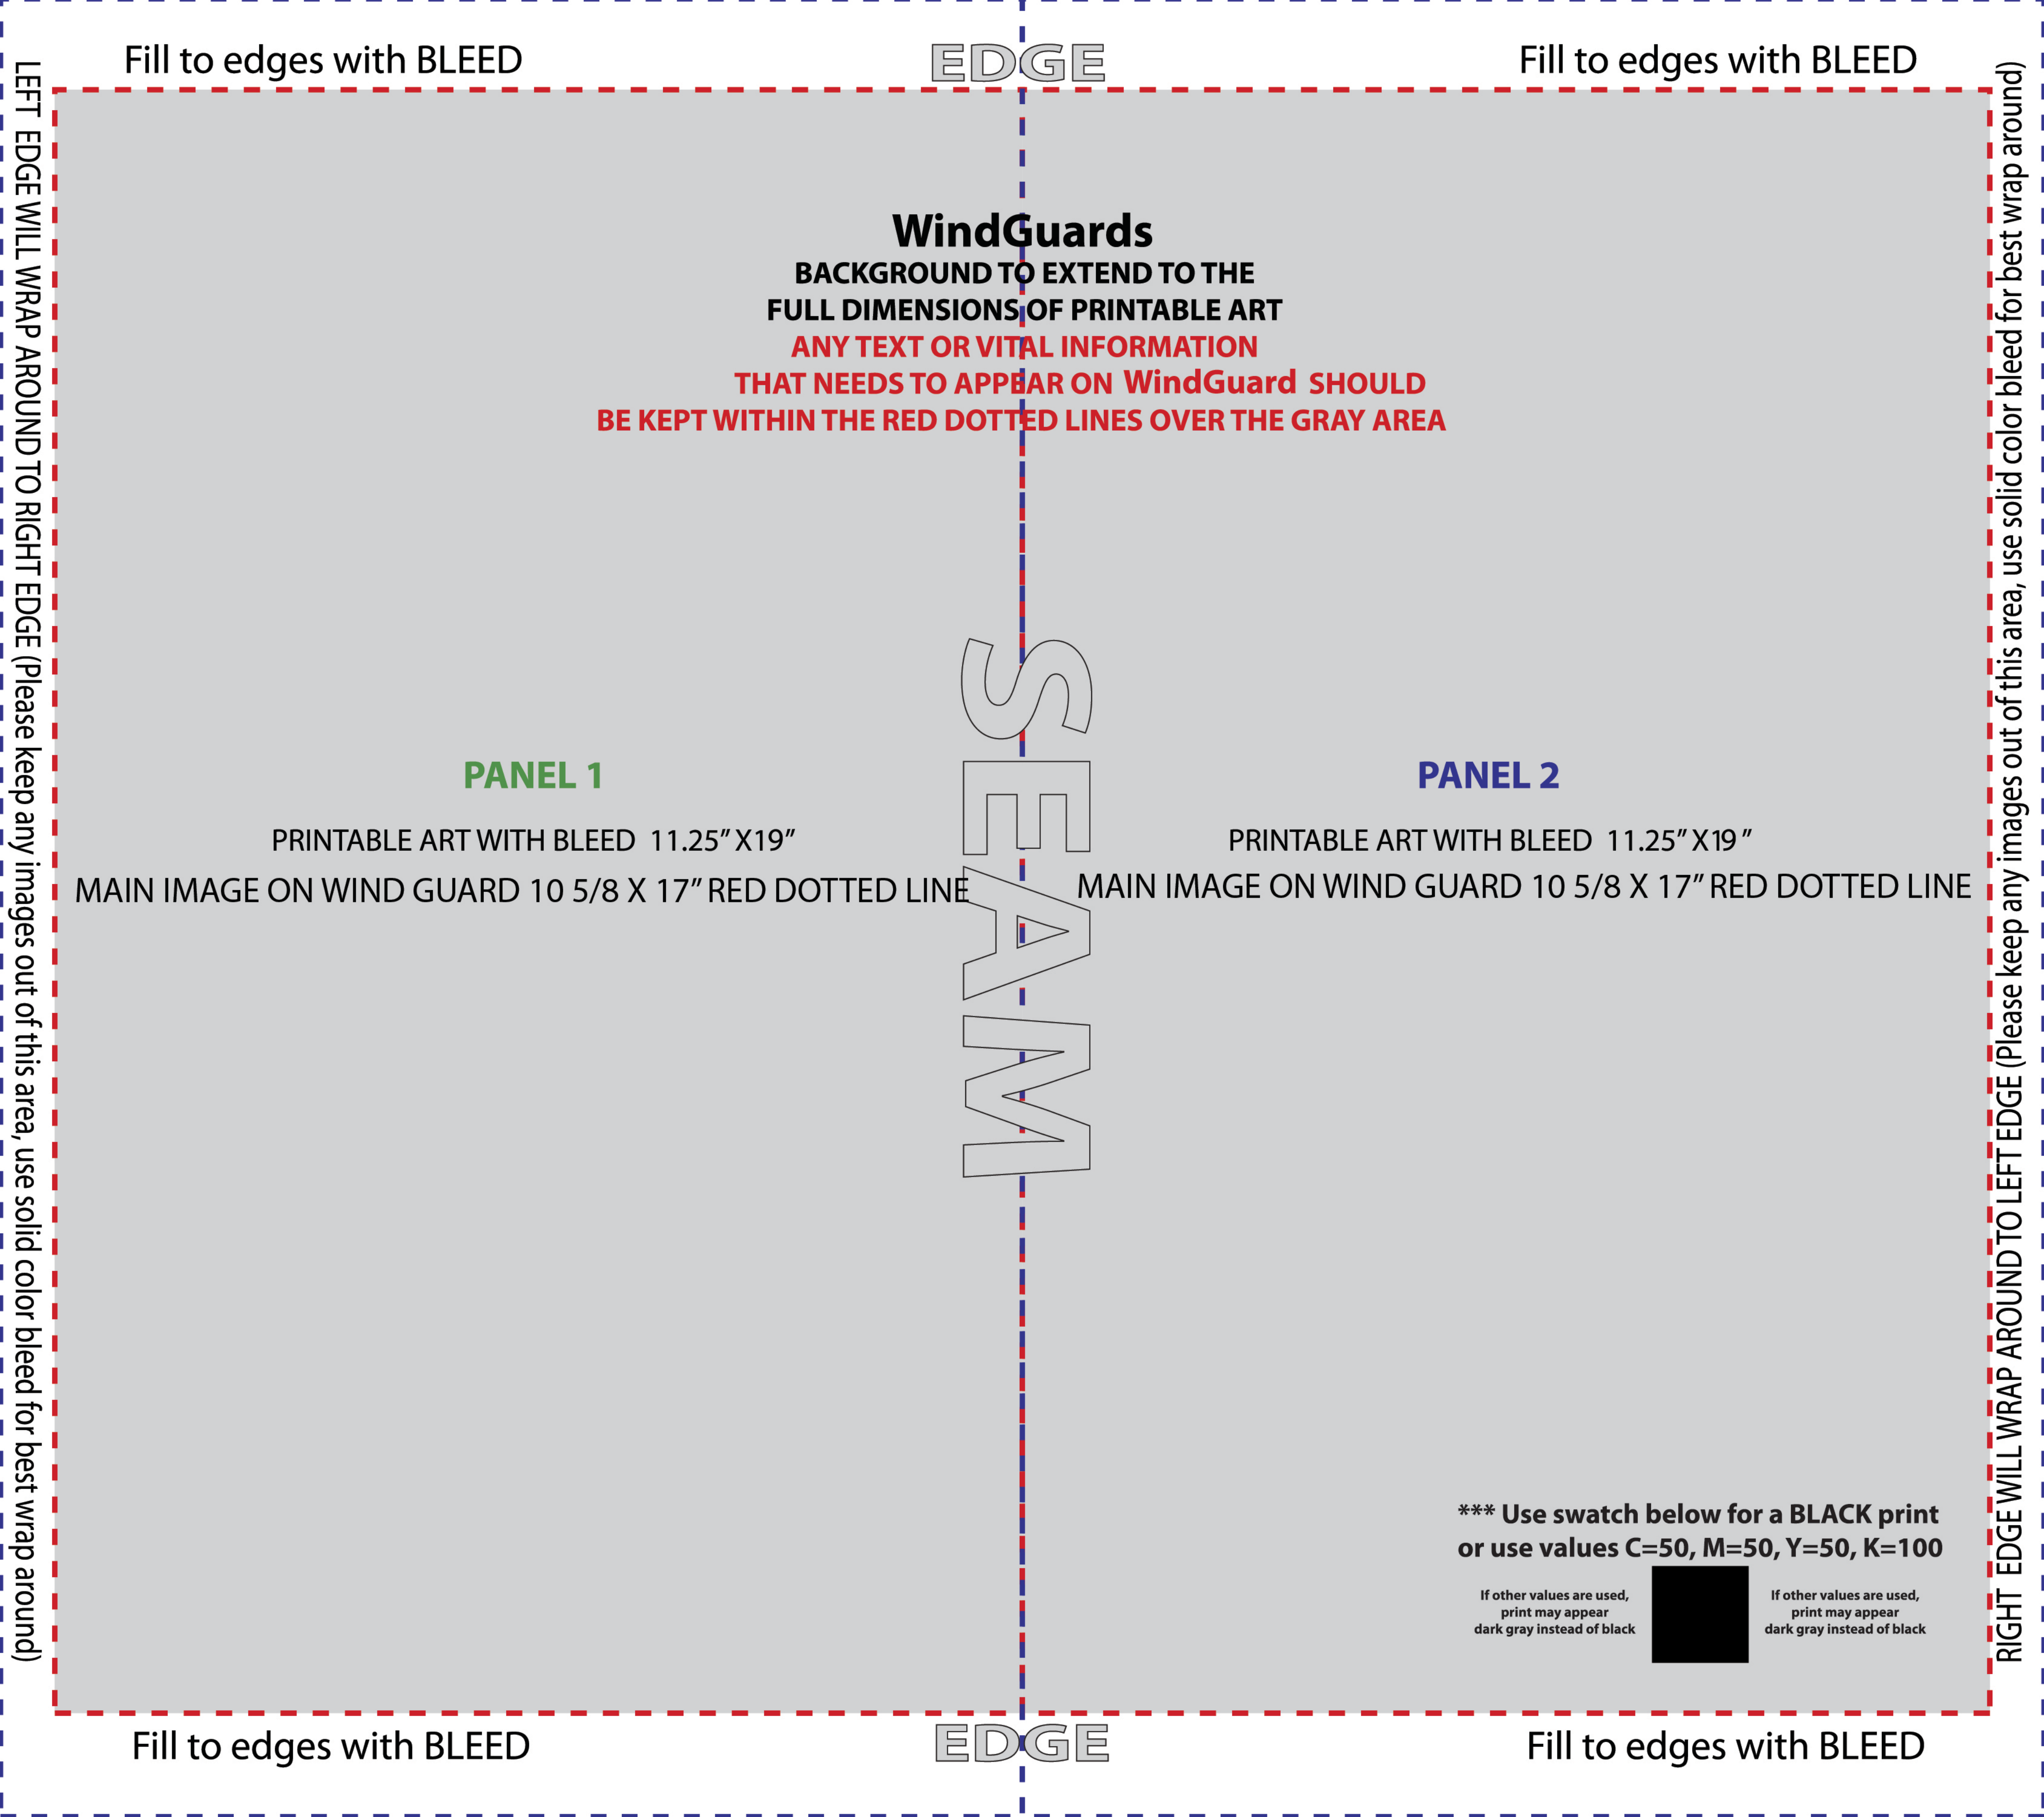 Fill to edges with BLEED
EDGE
Fill to edges with BLEED
LEFT EDGE WILL WRAP AROUND TO RIGHT EDGE (Please keep any images out of this area, use solid color bleed for best wrap around)
WindGuards
BACKGROUND TO EXTEND TO THE
FULL DIMENSIONS OF PRINTABLE ART
ANY TEXT OR VITAL INFORMATION
THAT NEEDS TO APPEAR ON WindGuard SHOULD
BE KEPT WITHIN THE RED DOTTED LINES OVER THE GRAY AREA
SEAM
PANEL 1
PRINTABLE ART WITH BLEED 11.25” X19”
MAIN IMAGE ON WIND GUARD 10 5/8 X 17” RED DOTTED LINE
PANEL 2
PRINTABLE ART WITH BLEED 11.25” X19”
MAIN IMAGE ON WIND GUARD 10 5/8 X 17” RED DOTTED LINE
*** Use swatch below for a BLACK print
or use values C=50, M=50, Y=50, K=100
If other values are used,
print may appear
dark gray instead of black
If other values are used,
print may appear
dark gray instead of black
RIGHT EDGE WILL WRAP AROUND TO LEFT EDGE (Please keep any images out of this area, use solid color bleed for best wrap around)
Fill to edges with BLEED
EDGE
Fill to edges with BLEED